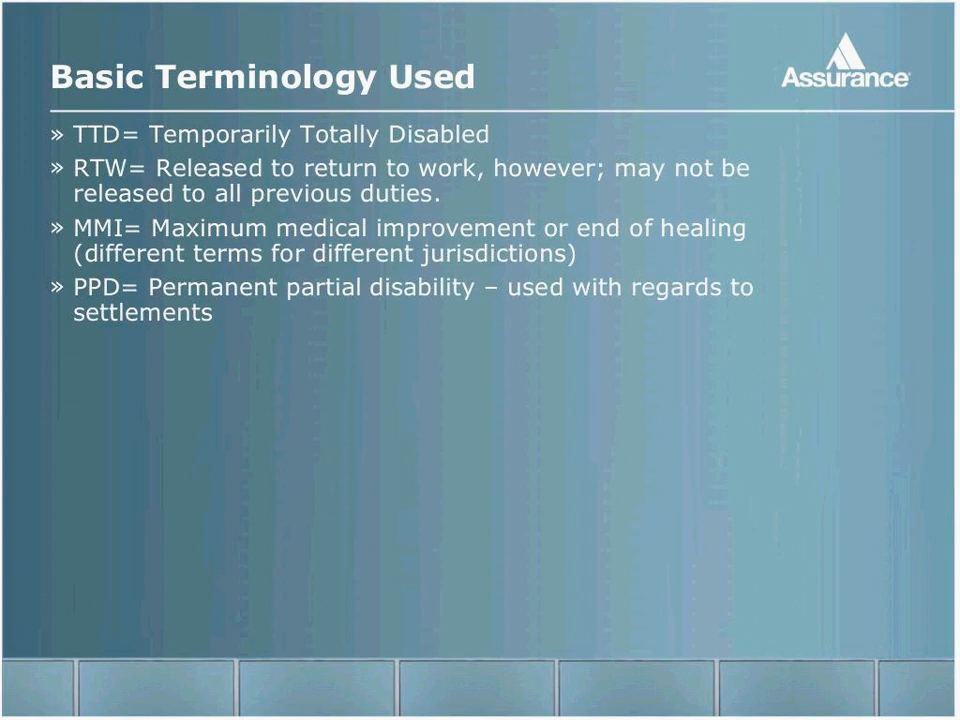 Basic Terminology Used
Assurance
» TTD= Temporarily Totally Disabled
» RTW= Released to return to work, however; may not be
released to all previous duties.
» MMI= Maximum medical improvement or end of healing
(different terms for different jurisdictions)
» PPD= Permanent partial disability – used with regards to
settlements